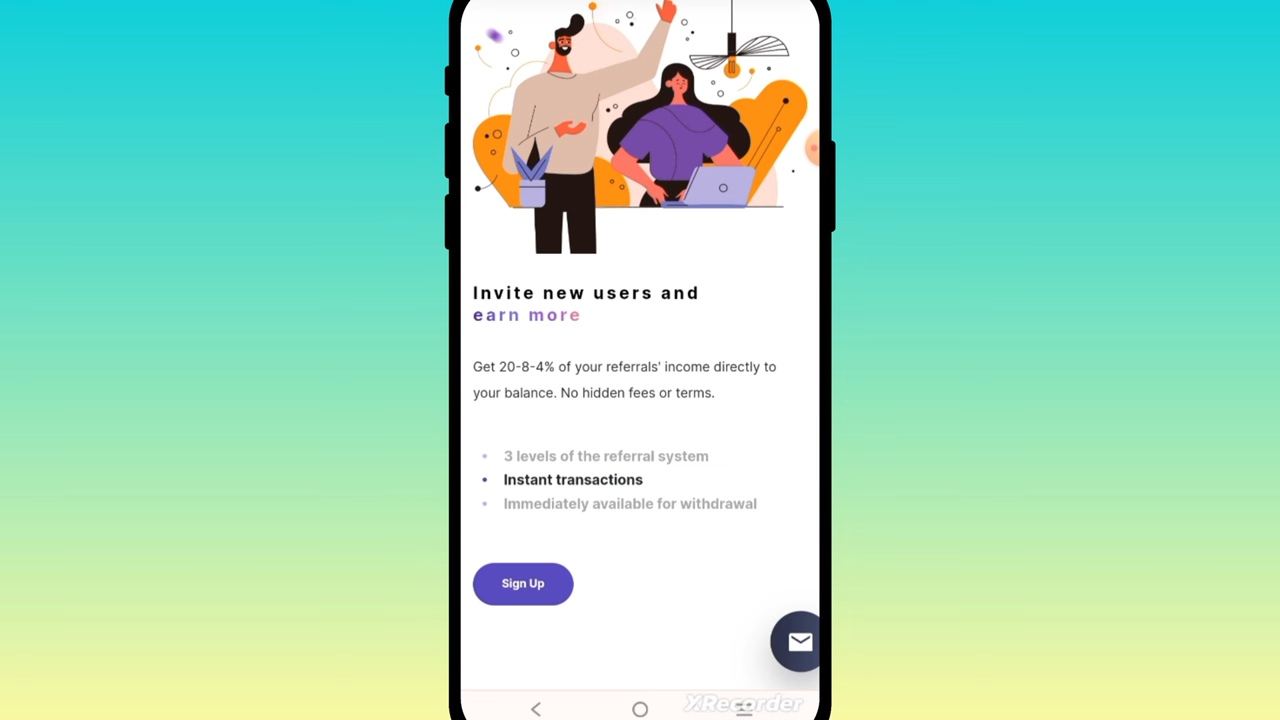 Invite new users and
earn more
Get 20-8-4% of your referrals' income directly to
your balance. No hidden fees or terms.
3 levels of the referral system
Instant transactions
Immediately available for withdrawal
Sign Up
XRecorder